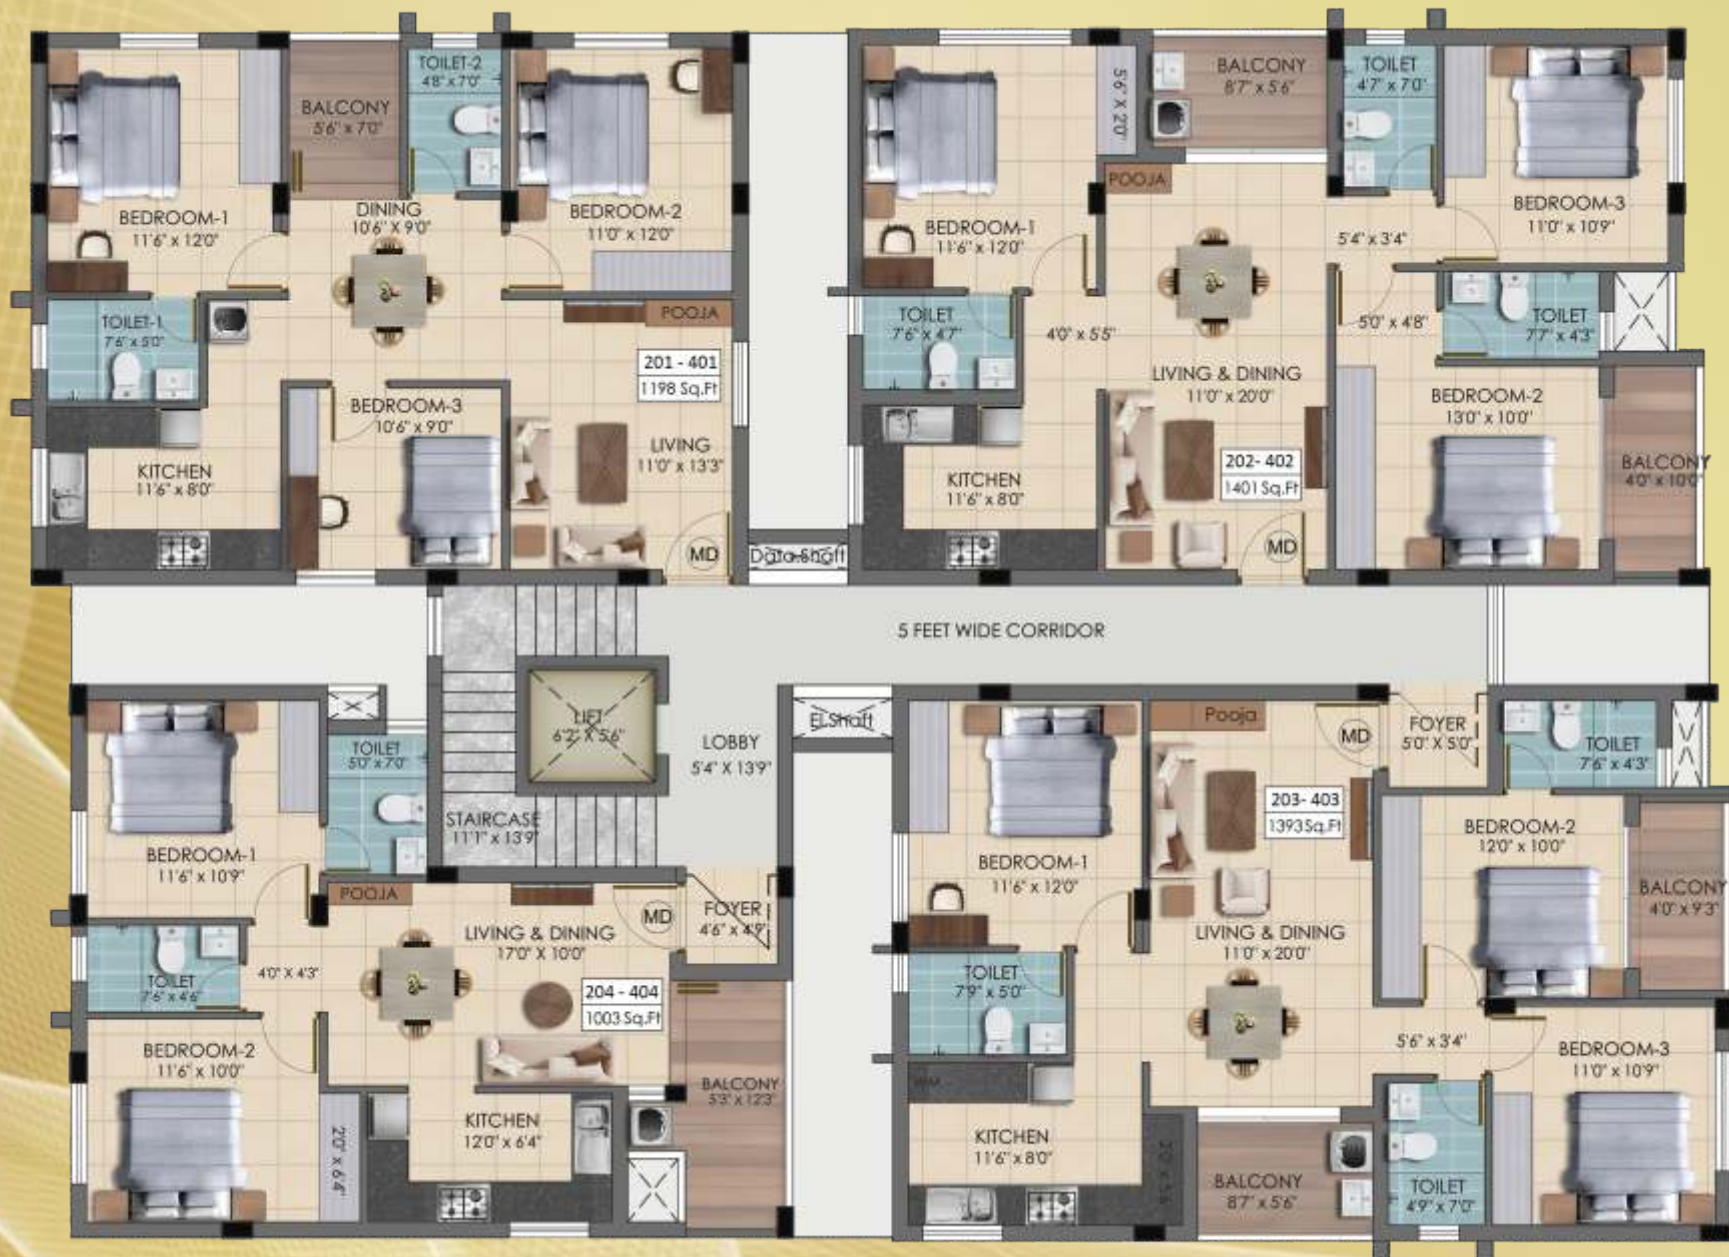 BEDROOM-1
11'6" x 12'0"
BALCONY
5'6" x 7'0"
TOILET-2
4'8" x 7'0"
BEDROOM-2
11'0" x 12'0"
DINING
10'6" X 9'0"
TOILET-1
7'6" x 5'0"
POOJA
201 - 401
1198 Sq.Ft
BEDROOM-3
10'6" x 9'0"
LIVING
11'0" x 13'3"
KITCHEN
11'6" x 8'0"
MD
Data Shaft
BEDROOM-1
11'6" x 12'0"
5'6" X 2'0"
BALCONY
8'7" x 5'6"
TOILET
4'7" x 7'0"
BEDROOM-3
11'0" x 10'9"
POOJA
5'4" x 3'4"
TOILET
7'6" x 4'7"
4'0" x 5'5"
5'0" x 4'8"
TOILET
7'7" x 4'3"
LIVING & DINING
11'0" x 20'0"
BEDROOM-2
13'0" x 10'0"
202- 402
1401 Sq.Ft
BALCONY
4'0" x 10'0"
KITCHEN
11'6" x 8'0"
MD
5 FEET WIDE CORRIDOR
LIFT
6'2" X 5'6"
LOBBY
5'4" X 13'9"
STAIRCASE
11'1" x 13'9"
EL.Shaft
BEDROOM-1
11'6" x 10'9"
TOILET
5'0" x 7'0"
POOJA
MD
FOYER
4'6" x 4'9"
LIVING & DINING
17'0" X 10'0"
TOILET
7'6" x 4'6"
4'0" X 4'3"
204 - 404
1003 Sq.Ft
BEDROOM-2
11'6" x 10'0"
2'0" x 6'4"
KITCHEN
12'0" x 6'4"
BALCONY
5'3" x 12'3"
Pooja
MD
FOYER
5'0" X 5'0"
TOILET
7'6" x 4'3"
203- 403
1393Sq.Ft
BEDROOM-1
11'6" x 12'0"
BEDROOM-2
12'0" x 10'0"
BALCONY
4'0" x 9'3"
LIVING & DINING
11'0" x 20'0"
TOILET
7'9" x 5'0"
5'6" x 3'4"
BEDROOM-3
11'0" x 10'9"
KITCHEN
11'6" x 8'0"
BALCONY
8'7" x 5'6"
TOILET
4'9" x 7'0"